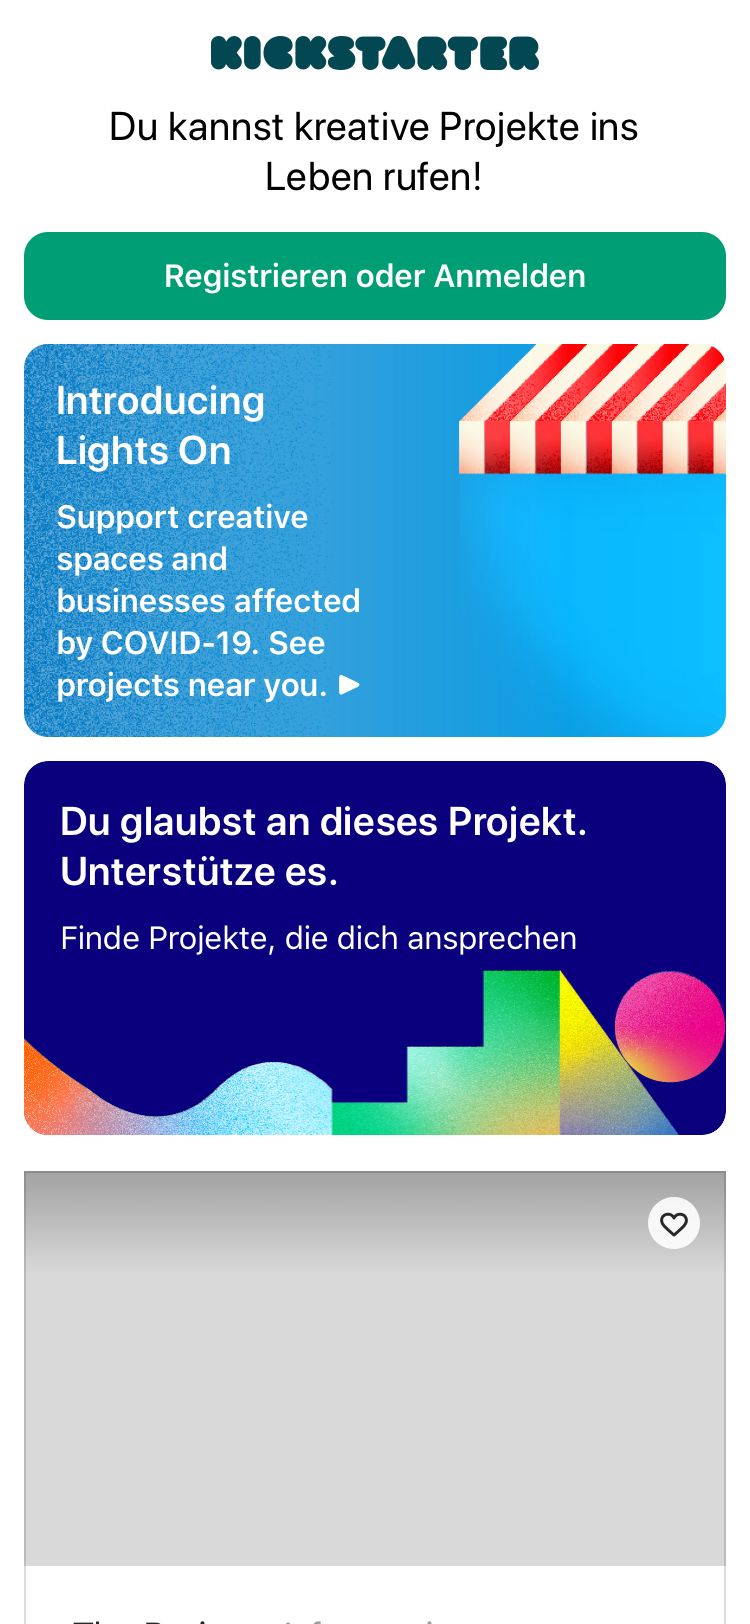 KICKSTARTER
Du kannst kreative Projekte ins
Leben rufen!
Registrieren oder Anmelden
Introducing
Lights On
Support creative
spaces and
businesses affected
by COVID-19. See
projects near you. ▶
Du glaubst an dieses Projekt.
Unterstütze es.
Finde Projekte, die dich ansprechen